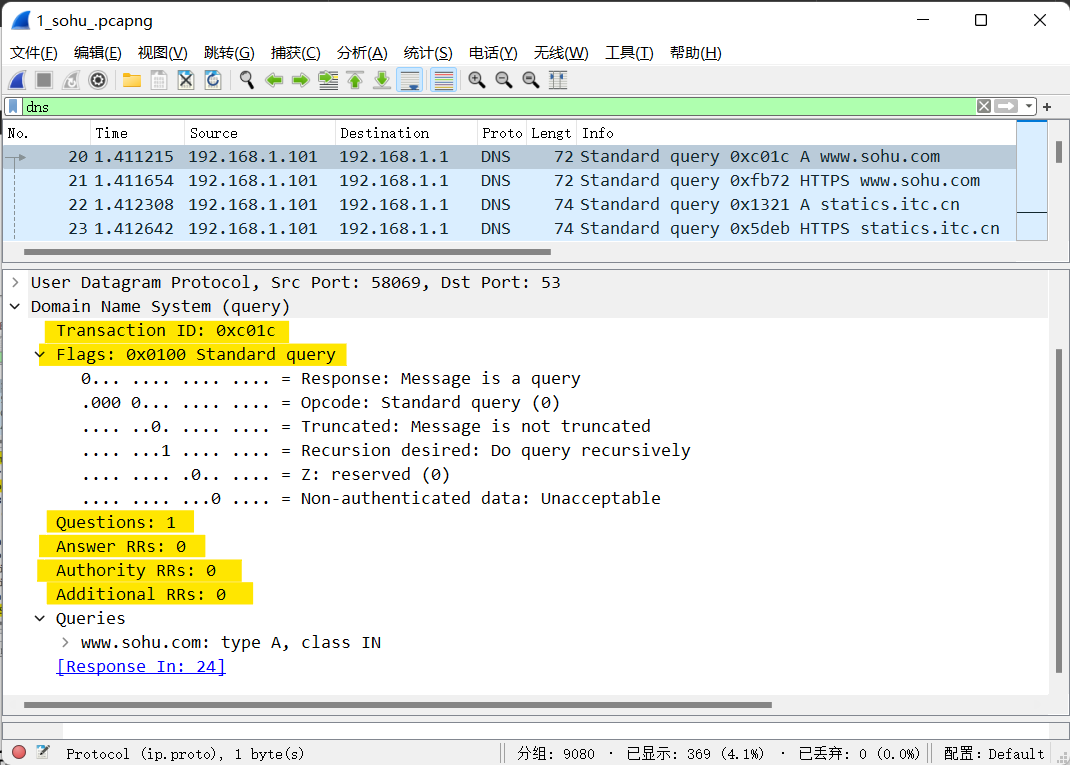 1_sohu_.pcapng
文件(F) 编辑(E) 视图(V) 跳转(G) 捕获(C) 分析(A) 统计(S) 电话(Y) 无线(W) 工具(T) 帮助(H)
dns
No. Time Source Destination Proto Lengt Info
20 1.411215 192.168.1.101 192.168.1.1 DNS 72 Standard query 0xc01c A www.sohu.com
21 1.411654 192.168.1.101 192.168.1.1 DNS 72 Standard query 0xfb72 HTTPS www.sohu.com
22 1.412308 192.168.1.101 192.168.1.1 DNS 74 Standard query 0x1321 A statics.itc.cn
23 1.412642 192.168.1.101 192.168.1.1 DNS 74 Standard query 0x5deb HTTPS statics.itc.cn
User Datagram Protocol, Src Port: 58069, Dst Port: 53
Domain Name System (query)
Transaction ID: 0xc01c
Flags: 0x0100 Standard query
0... .... .... .... = Response: Message is a query
.000 0... .... .... = Opcode: Standard query (0)
.... ..0. .... .... = Truncated: Message is not truncated
.... ...1 .... .... = Recursion desired: Do query recursively
.... .... .0.. .... = Z: reserved (0)
.... .... ...0 .... = Non-authenticated data: Unacceptable
Questions: 1
Answer RRs: 0
Authority RRs: 0
Additional RRs: 0
Queries
www.sohu.com: type A, class IN
[Response In: 24]
Protocol (ip.proto), 1 byte(s) 分组: 9080 · 已显示: 369 (4.1%) · 已丢弃: 0 (0.0%) 配置: Default